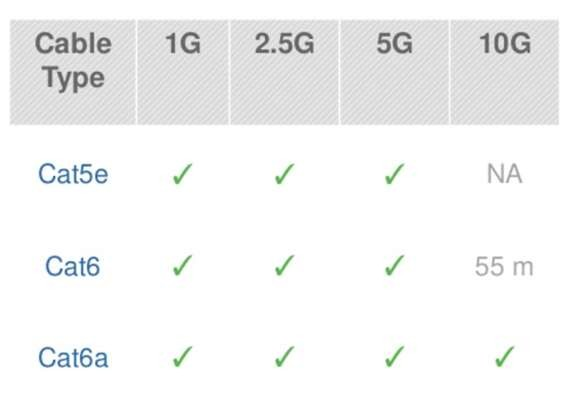 Cable Type 1G 2.5G 5G 10G
Cat5e ✓ ✓ ✓ NA
Cat6 ✓ ✓ ✓ 55 m
Cat6a ✓ ✓ ✓ ✓